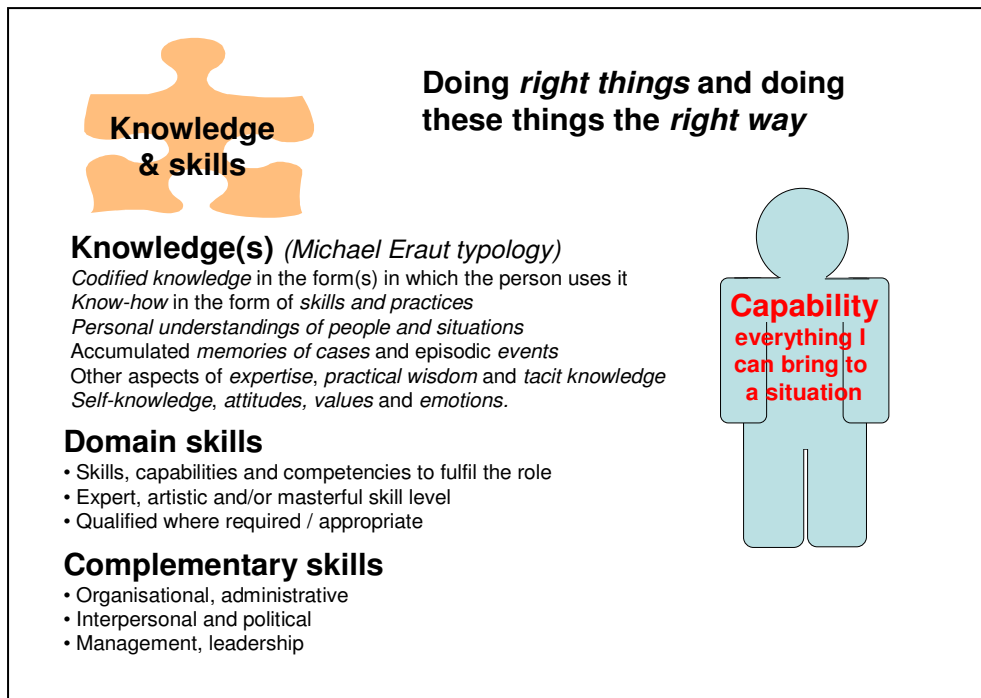 Knowledge
& skills
Doing right things and doing
these things the right way
Knowledge(s) (Michael Eraut typology)
Codified knowledge in the form(s) in which the person uses it
Know-how in the form of skills and practices
Personal understandings of people and situations
Accumulated memories of cases and episodic events
Other aspects of expertise, practical wisdom and tacit knowledge
Self-knowledge, attitudes, values and emotions.
Capability
everything I
can bring to
a situation
Domain skills
• Skills, capabilities and competencies to fulfil the role
• Expert, artistic and/or masterful skill level
• Qualified where required / appropriate
Complementary skills
• Organisational, administrative
• Interpersonal and political
• Management, leadership